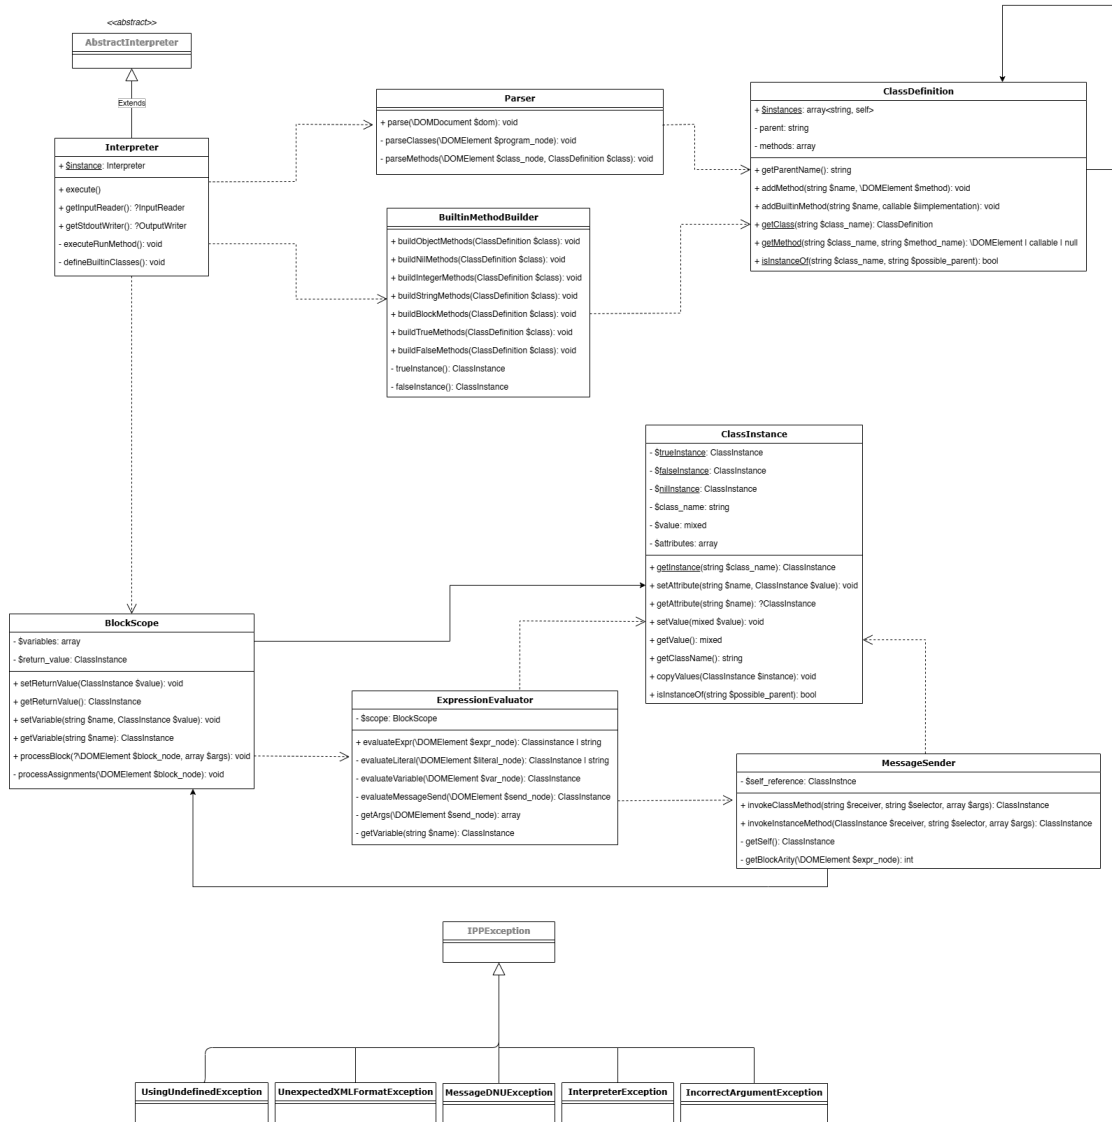 <<abstract>>
AbstractInterpreter
Extends
Interpreter
+ $instance: Interpreter
+ execute()
+ getInputReader(): ?InputReader
+ getStdoutWriter(): ?OutputWriter
- executeRunMethod(): void
- defineBuiltinClasses(): void
Parser
+ parse(\DOMDocument $dom): void
- parseClasses(\DOMElement $program_node): void
- parseMethods(\DOMElement $class_node, ClassDefinition $class): void
ClassDefinition
+ $instances: array<string, self>
- parent: string
- methods: array
+ getParentName(): string
+ addMethod(string $name, \DOMElement $method): void
+ addBuiltinMethod(string $name, callable $iimplementation): void
+ getClass(string $class_name): ClassDefinition
+ getMethod(string $class_name, string $method_name): \DOMElement | callable | null
+ isInstanceOf(string $class_name, string $possible_parent): bool
BuiltinMethodBuilder
+ buildObjectMethods(ClassDefinition $class): void
+ buildNilMethods(ClassDefinition $class): void
+ buildIntegerMethods(ClassDefinition $class): void
+ buildStringMethods(ClassDefinition $class): void
+ buildBlockMethods(ClassDefinition $class): void
+ buildTrueMethods(ClassDefinition $class): void
+ buildFalseMethods(ClassDefinition $class): void
- trueInstance(): ClassInstance
- falseInstance(): ClassInstance
ClassInstance
- $trueInstance: ClassInstance
- $falseInstance: ClassInstance
- $nilInstance: ClassInstance
- $class_name: string
- $value: mixed
- $attributes: array
+ getInstance(string $class_name): ClassInstance
+ setAttribute(string $name, ClassInstance $value): void
+ getAttribute(string $name): ?ClassInstance
+ setValue(mixed $value): void
+ getValue(): mixed
+ getClassName(): string
+ copyValues(ClassInstance $instance): void
+ isInstanceOf(string $possible_parent): bool
BlockScope
- $variables: array
- $return_value: ClassInstance
+ setReturnValue(ClassInstance $value): void
+ getReturnValue(): ClassInstance
+ setVariable(string $name, ClassInstance $value): void
+ getVariable(string $name): ClassInstance
+ processBlock(?\DOMElement $block_node, array $args): void
- processAssignments(\DOMElement $block_node): void
ExpressionEvaluator
- $scope: BlockScope
+ evaluateExpr(\DOMElement $expr_node): Classinstance | string
- evaluateLiteral(\DOMElement $literal_node): ClassInstance | string
- evaluateVariable(\DOMElement $var_node): ClassInstance
- evaluateMessageSend(\DOMElement $send_node): ClassInstance
- getArgs(\DOMElement $send_node): array
- getVariable(string $name): ClassInstance
MessageSender
- $self_reference: ClassInstnce
+ invokeClassMethod(string $receiver, string $selector, array $args): ClassInstance
+ invokeInstanceMethod(ClassInstance $receiver, string $selector, array $args): ClassInstance
- getSelf(): ClassInstance
- getBlockArity(\DOMElement $expr_node): int
IPPException
UsingUndefinedException
UnexpectedXMLFormatException
MessageDNUException
InterpreterException
IncorrectArgumentException